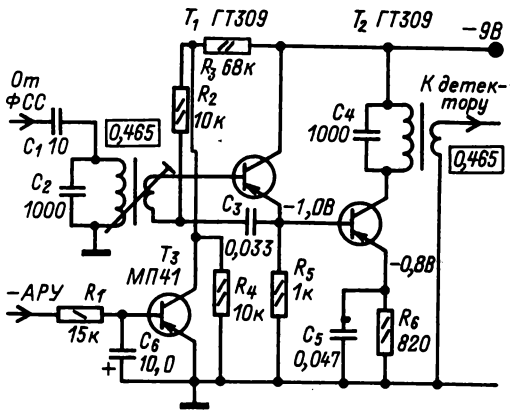 T₁ ГТ309
T₂ ГТ309
–9В
От
ФСС
R₃ 68к
К детек-
тору
R₂
10к
C₄
1000
C₁ 10
0,465
0,465
C₂
1000
C₃
0,033
–1,0В
–0,8В
T₃
МП41
–АРУ
R₁
15к
R₄
10к
R₅
1к
C₅
0,047
R₆
820
C₆
10,0
+